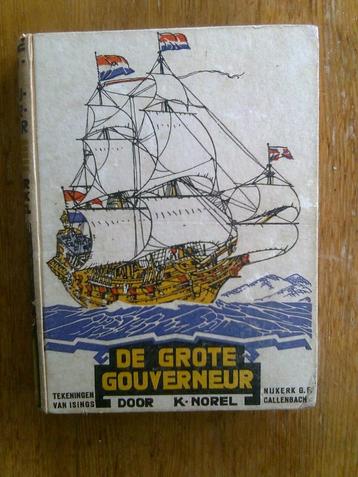 DE GROTE
GOUVERNEUR
TEKENINGEN
VAN ISINGS
DOOR K. NOREL
NIJKERK G.F.
CALLENBACH